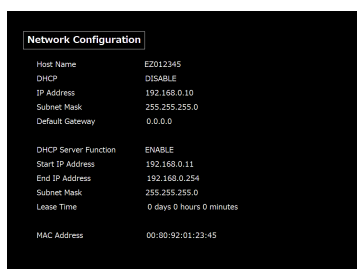 Network Configuration
Host Name EZ012345
DHCP DISABLE
IP Address 192.168.0.10
Subnet Mask 255.255.255.0
Default Gateway 0.0.0.0
DHCP Server Function ENABLE
Start IP Address 192.168.0.11
End IP Address 192.168.0.254
Subnet Mask 255.255.255.0
Lease Time 0 days 0 hours 0 minutes
MAC Address 00:80:92:01:23:45